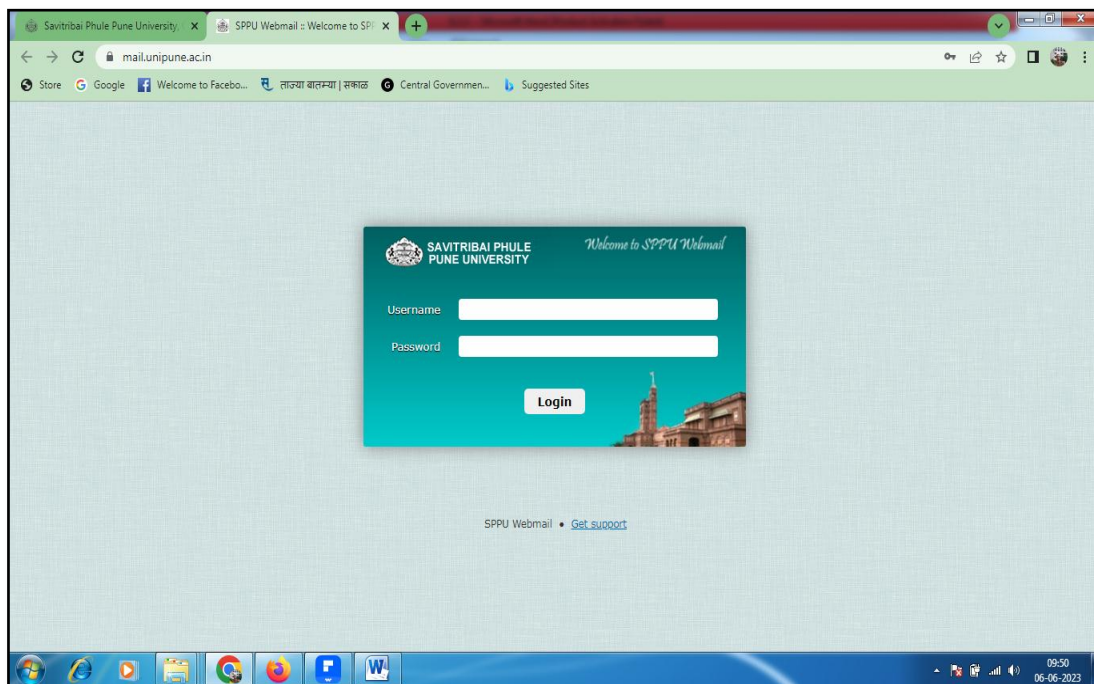 Savitribai Phule Pune University,
SPPU Webmail :: Welcome to SPP
mail.unipune.ac.in
Store
Google
Welcome to Facebo...
ताज्या बातम्या | सकाळ
Central Governmen...
Suggested Sites
SAVITRIBAI PHULE
PUNE UNIVERSITY
Welcome to SPPU Webmail
Username
Password
Login
SPPU Webmail • Get support
09:50
06-06-2023